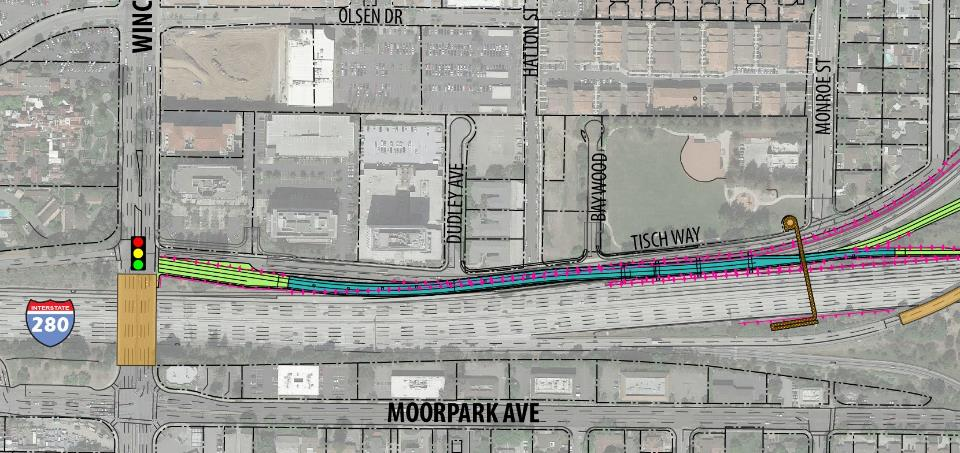 OLSEN DR
WINC
HATTON ST
MONROE ST
DUDLEY AVE
BAYWOOD
TISCH WAY
INTERSTATE
280
MOORPARK AVE